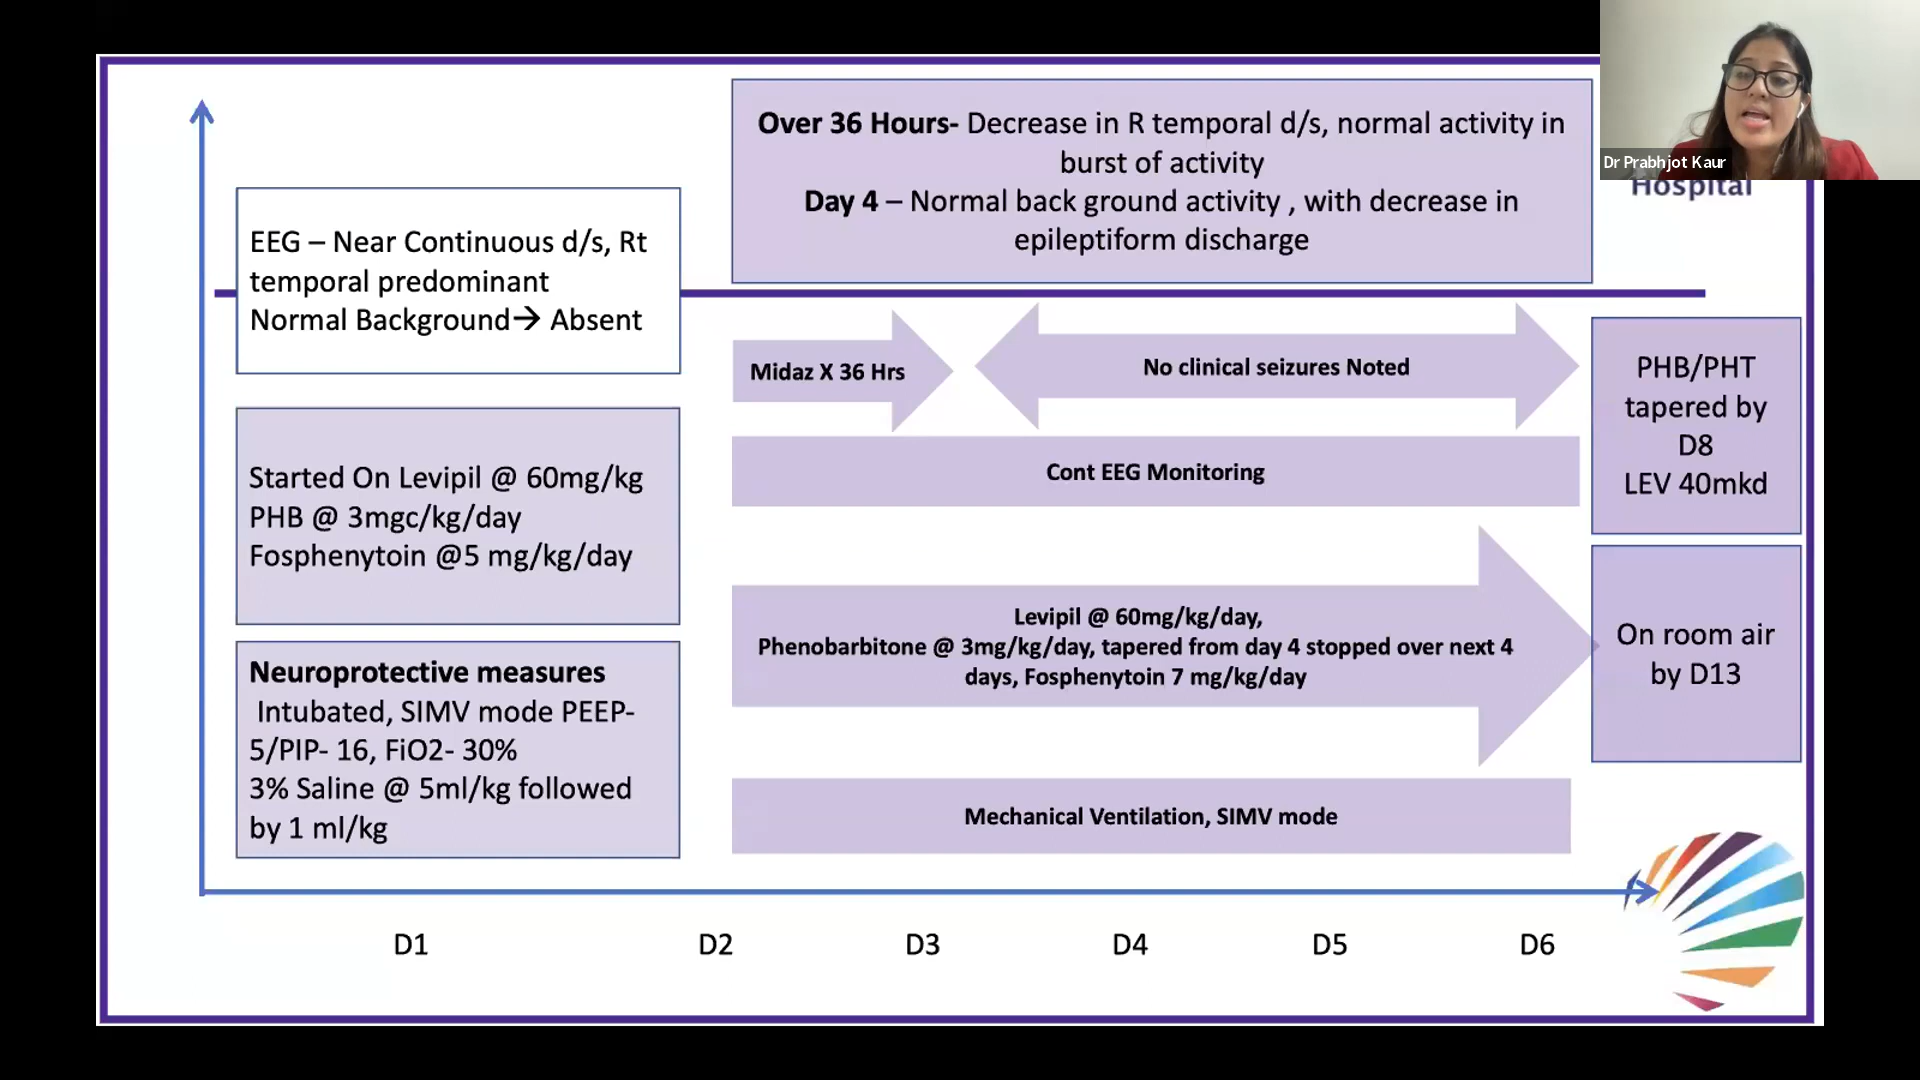 Dr Prabhjot Kaur
Hospital
Over 36 Hours- Decrease in R temporal d/s, normal activity in
burst of activity
Day 4 – Normal back ground activity , with decrease in
epileptiform discharge
EEG – Near Continuous d/s, Rt
temporal predominant
Normal Background→ Absent
Midaz X 36 Hrs
No clinical seizures Noted
PHB/PHT
tapered by
D8
LEV 40mkd
Cont EEG Monitoring
Started On Levipil @ 60mg/kg
PHB @ 3mgc/kg/day
Fosphenytoin @5 mg/kg/day
Levipil @ 60mg/kg/day,
Phenobarbitone @ 3mg/kg/day, tapered from day 4 stopped over next 4
days, Fosphenytoin 7 mg/kg/day
On room air
by D13
Neuroprotective measures
Intubated, SIMV mode PEEP-
5/PIP- 16, FiO2- 30%
3% Saline @ 5ml/kg followed
by 1 ml/kg
Mechanical Ventilation, SIMV mode
D1 D2 D3 D4 D5 D6